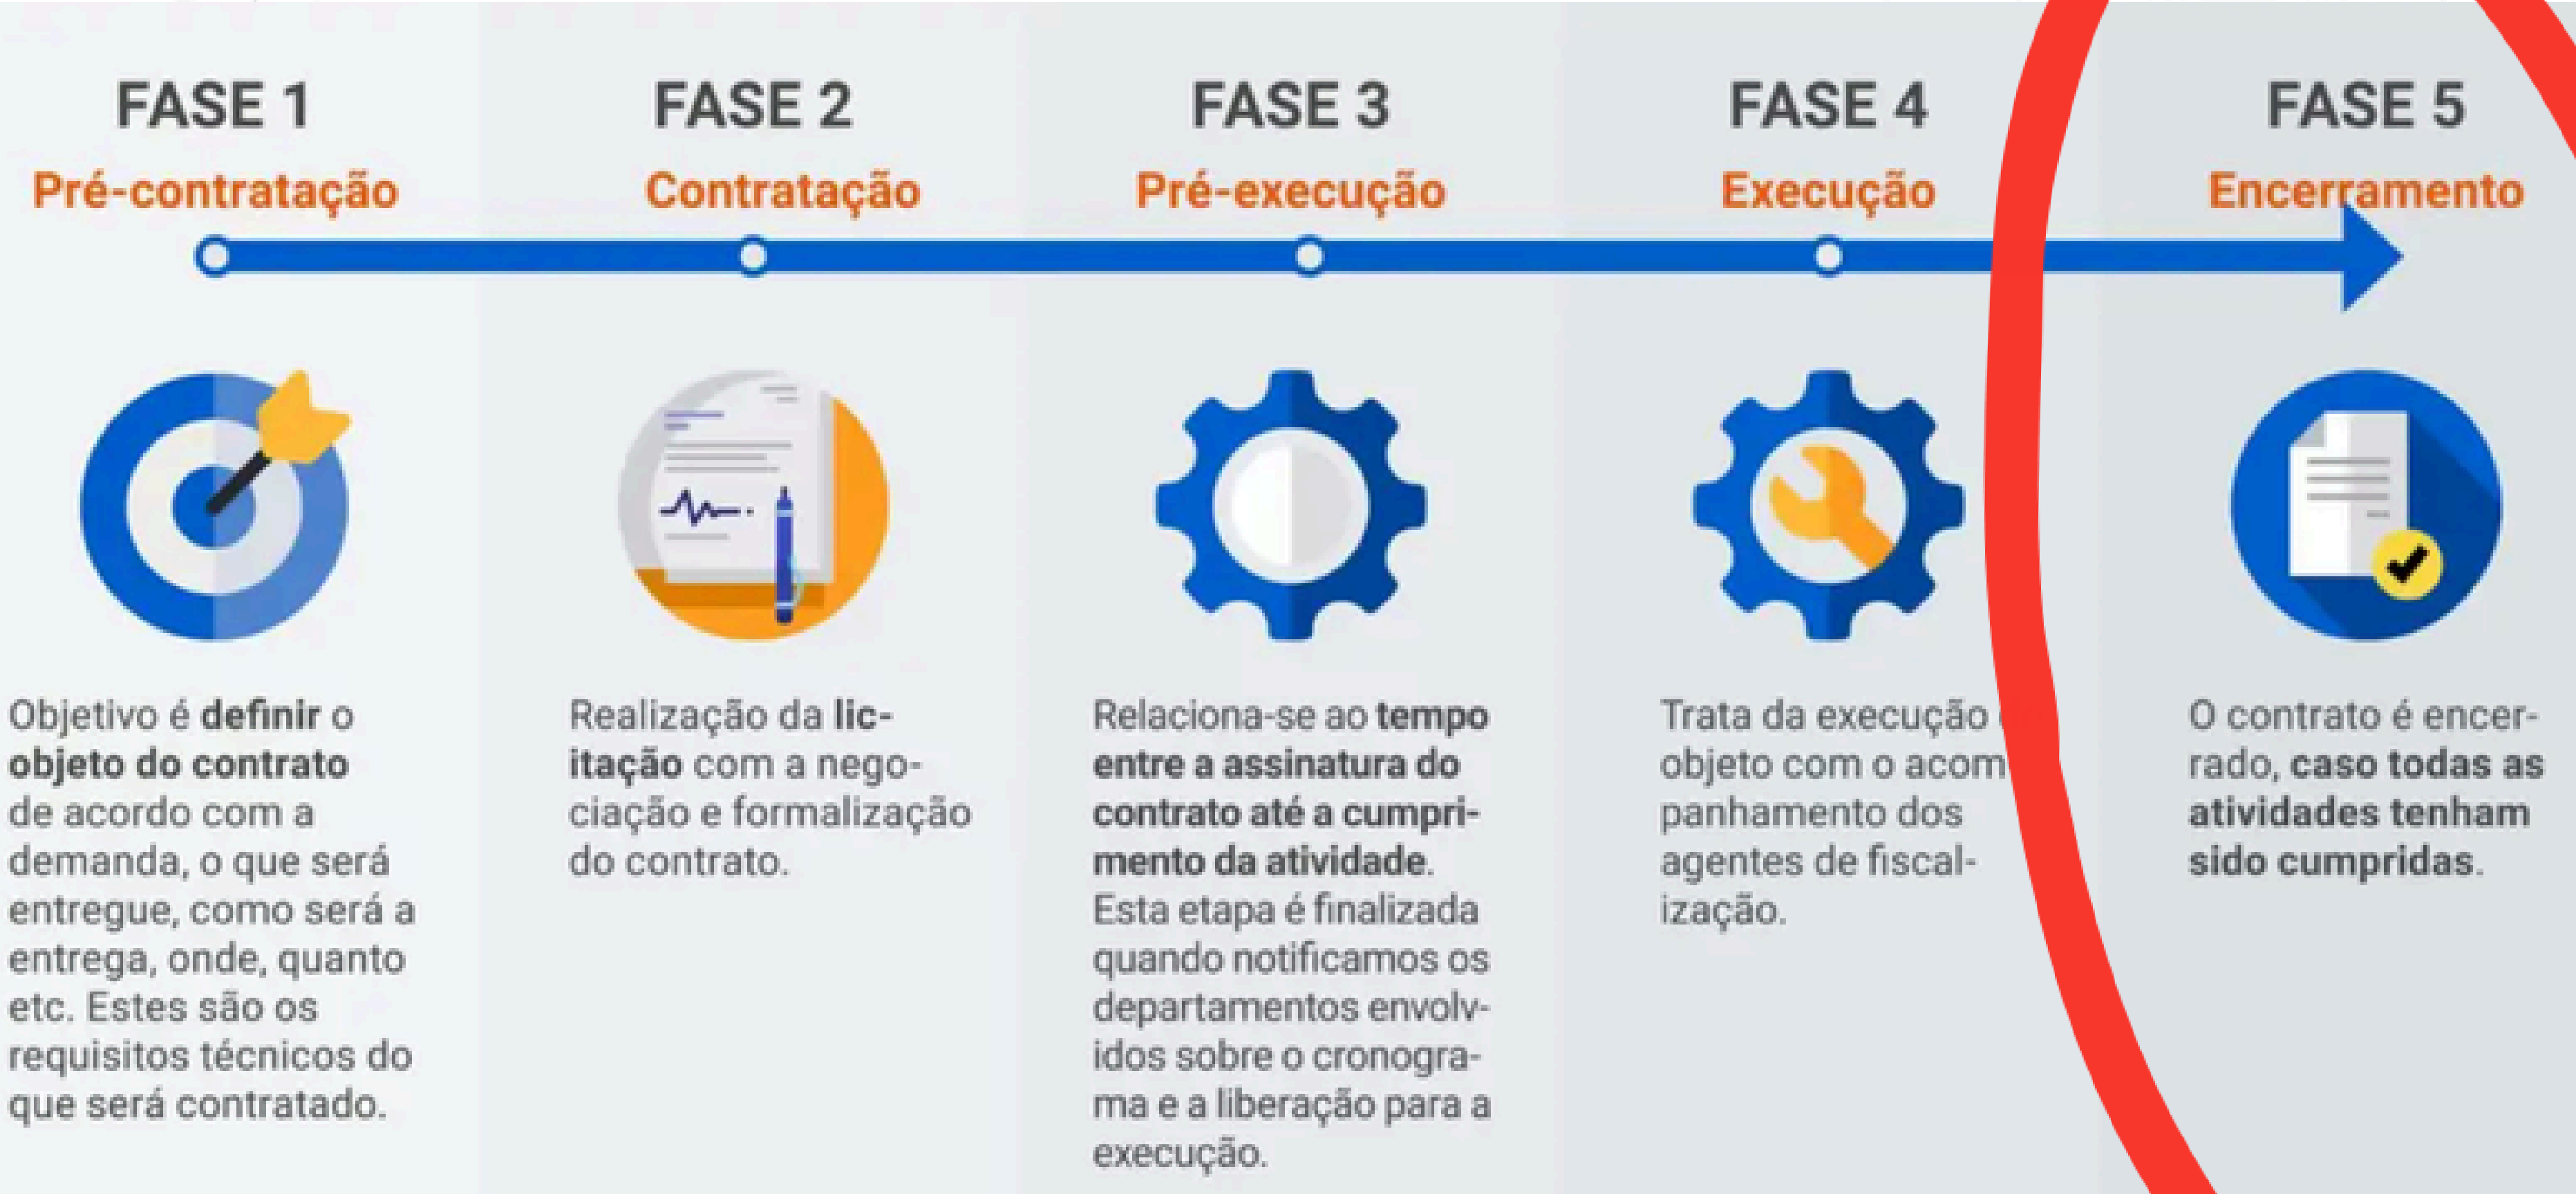 FASE 1
Pré-contratação
Objetivo é definir o
objeto do contrato
de acordo com a
demanda, o que será
entregue, como será a
entrega, onde, quanto
etc. Estes são os
requisitos técnicos do
que será contratado.
FASE 2
Contratação
Realização da lic-
itação com a nego-
ciação e formalização
do contrato.
FASE 3
Pré-execução
Relaciona-se ao tempo
entre a assinatura do
contrato até a cumpri-
mento da atividade.
Esta etapa é finalizada
quando notificamos os
departamentos envolv-
idos sobre o cronogra-
ma e a liberação para a
execução.
FASE 4
Execução
Trata da execução
objeto com o acom
panhamento dos
agentes de fiscal-
ização.
FASE 5
Encerramento
O contrato é encer-
rado, caso todas as
atividades tenham
sido cumpridas.